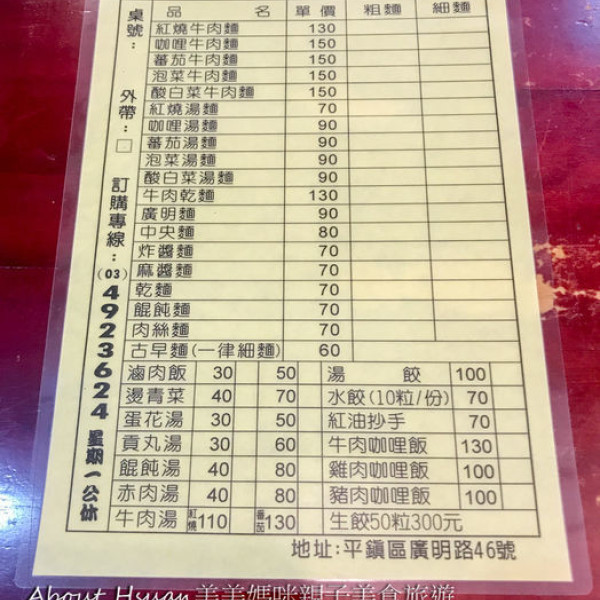 桌號:
外帶:□
訂購專線:
(03)4923624
星期一公休
品名 單價 粗麵 細麵
紅燒牛肉麵 130
咖哩牛肉麵 150
蕃茄牛肉麵 150
泡菜牛肉麵 150
酸白菜牛肉麵 150
紅燒湯麵 70
咖哩湯麵 90
蕃茄湯麵 90
泡菜湯麵 90
酸白菜湯麵 90
牛肉乾麵 130
廣明麵 90
中央麵 80
炸醬麵 70
麻醬麵 70
乾麵 70
餛飩麵 70
肉絲麵 70
古早麵(一律細麵) 60
滷肉飯 30 50 湯餃 100
燙青菜 40 70 水餃(10粒/份) 70
蛋花湯 30 50 紅油抄手 70
貢丸湯 30 60 牛肉咖哩飯 130
餛飩湯 40 80 雞肉咖哩飯 100
赤肉湯 40 80 豬肉咖哩飯 100
牛肉湯 紅燒110 蕃茄130 生餃50粒300元
地址:平鎮區廣明路46號
About Hsuan 美美媽咪親子美食旅遊